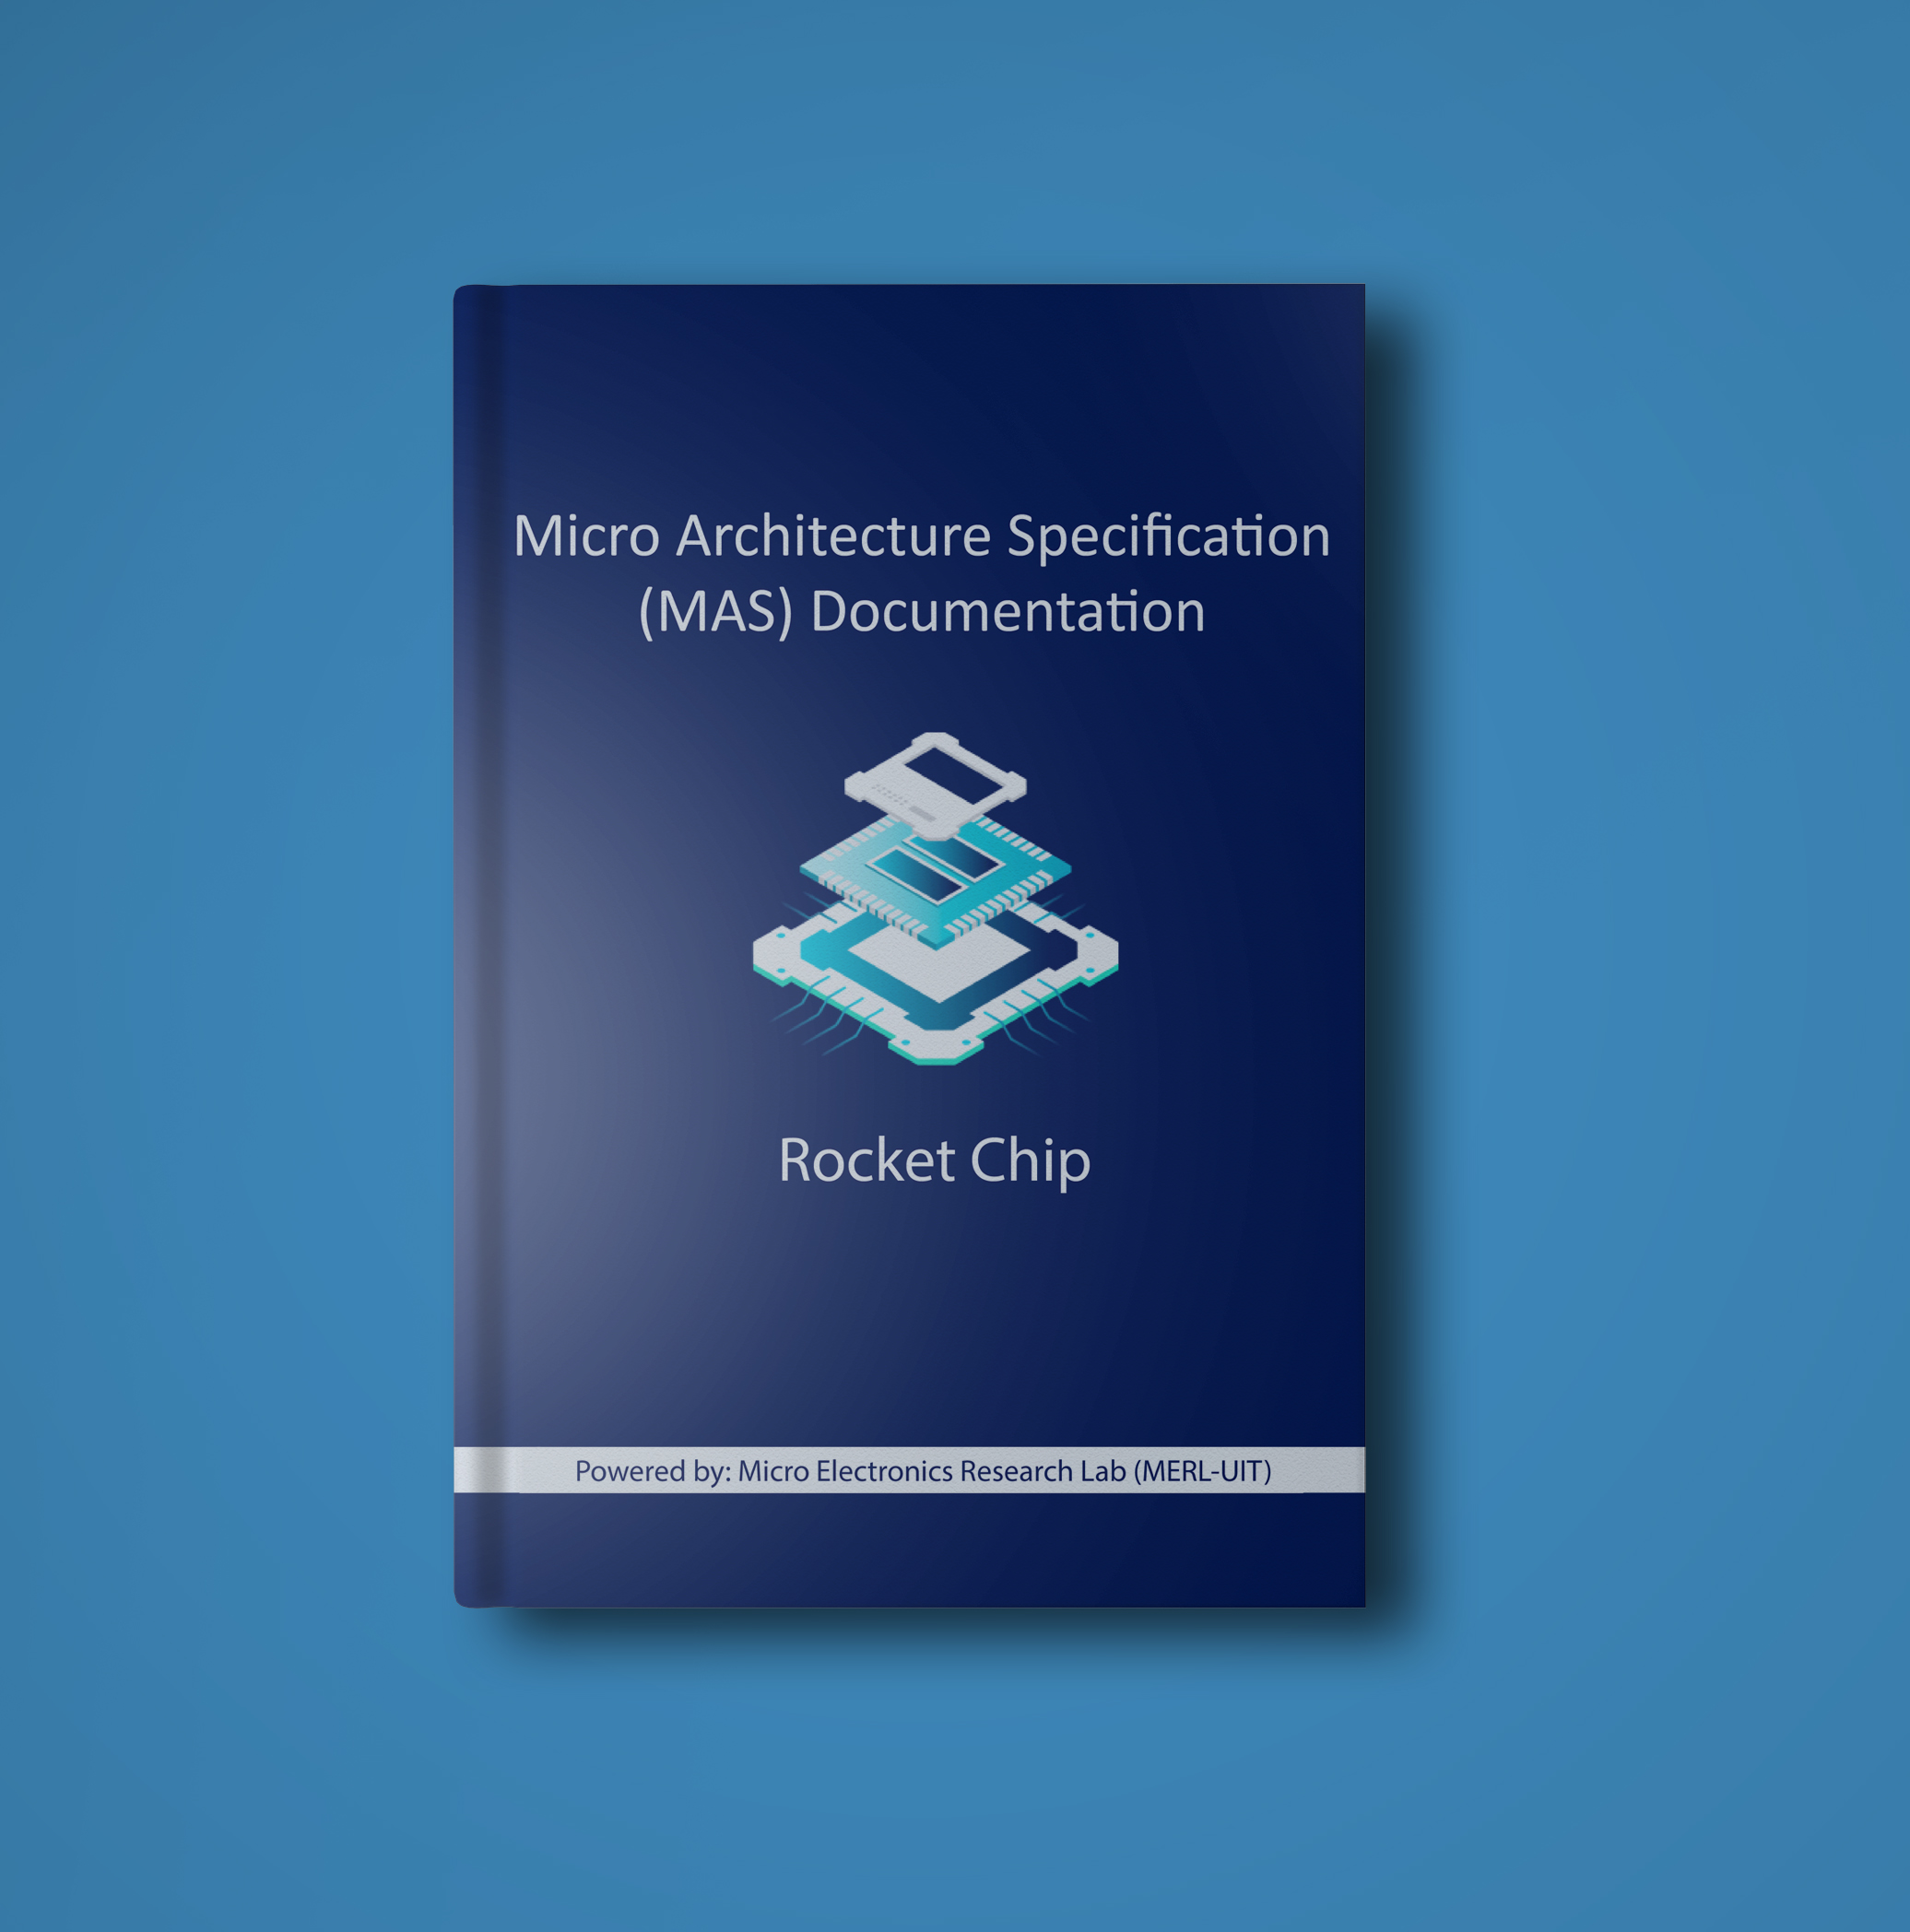 Micro Architecture Specification
(MAS) Documentation
Rocket Chip
Powered by: Micro Electronics Research Lab (MERL-UIT)